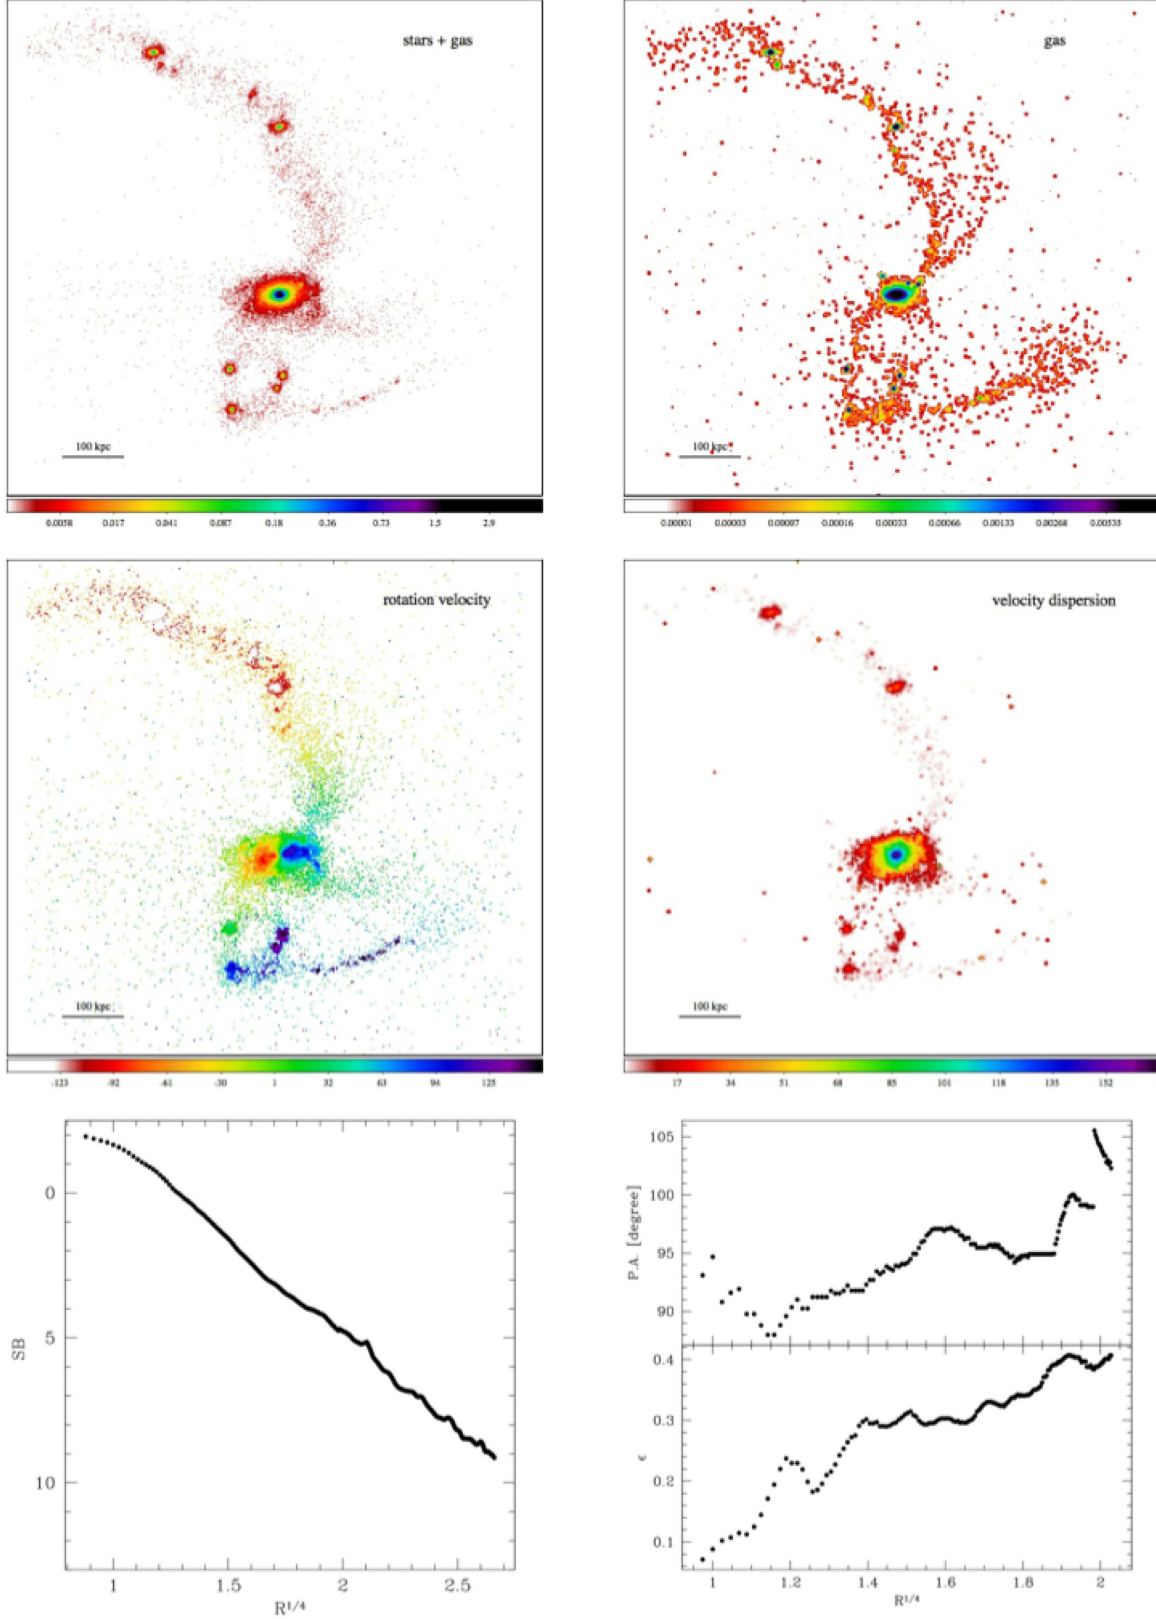 stars + gas
100 kpc
0.0058 0.017 0.041 0.087 0.18 0.36 0.73 1.5 2.9
gas
100 kpc
0.00001 0.00003 0.00007 0.00016 0.00033 0.00066 0.00133 0.00268 0.00535
rotation velocity
100 kpc
-123 -92 -61 -30 1 32 63 94 125
velocity dispersion
100 kpc
17 34 51 68 85 101 118 135 152
0
5
10
SB
1 1.5 2 2.5
R1/4
105
100
95
90
P.A. [degree]
0.4
0.3
0.2
0.1
ϵ
1 1.2 1.4 1.6 1.8 2
R1/4